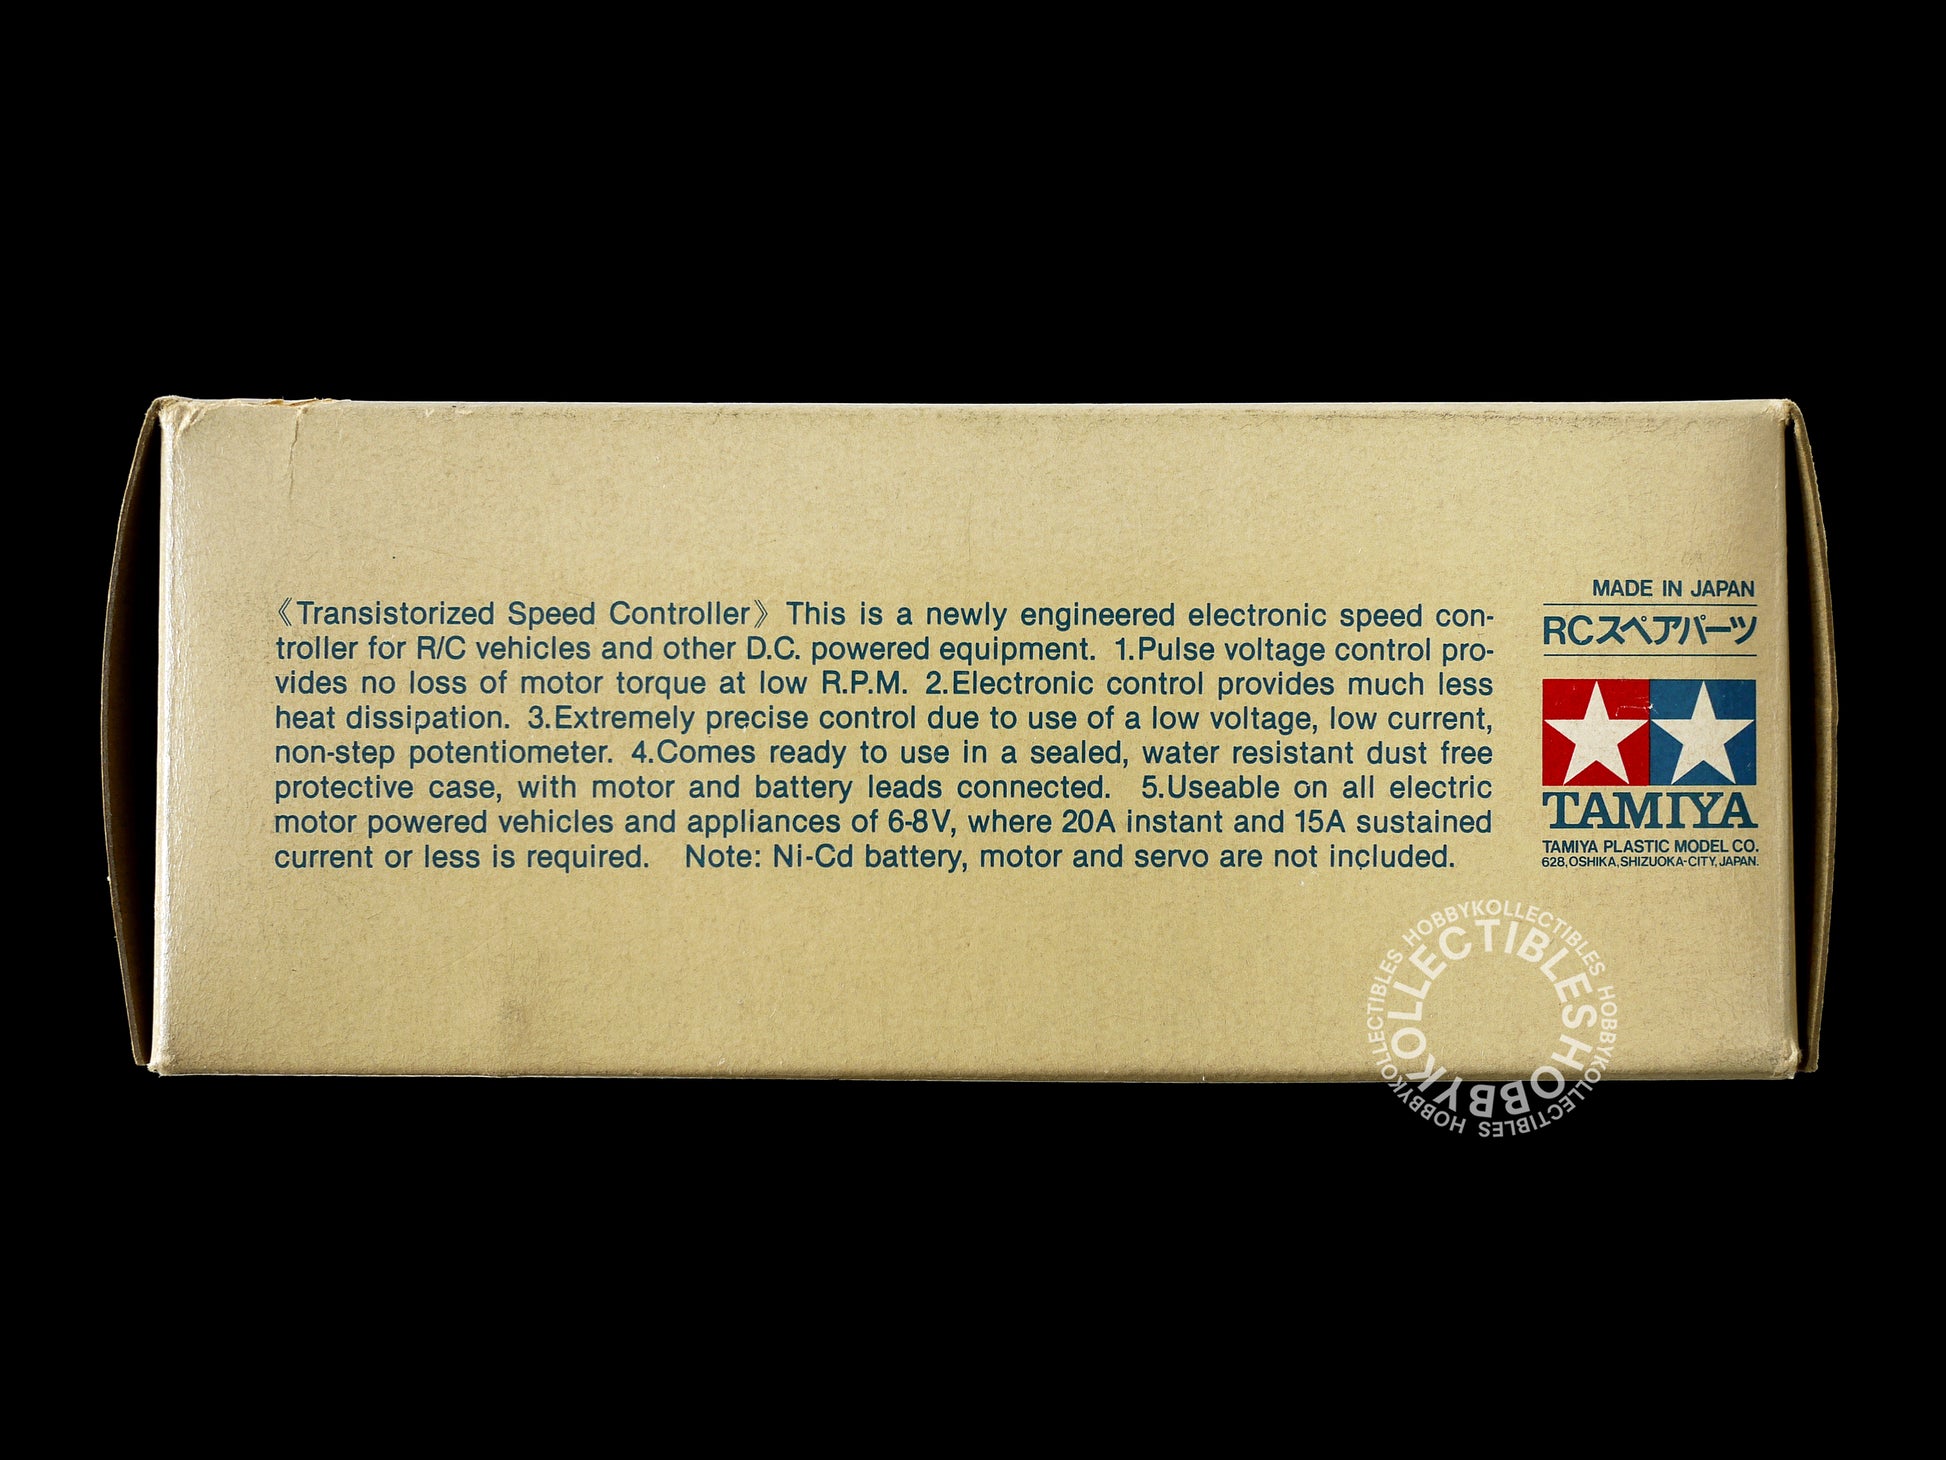 《Transistorized Speed Controller》 This is a newly engineered electronic speed con-
troller for R/C vehicles and other D.C. powered equipment. 1.Pulse voltage control pro-
vides no loss of motor torque at low R.P.M. 2.Electronic control provides much less
heat dissipation. 3.Extremely precise control due to use of a low voltage, low current,
non-step potentiometer. 4.Comes ready to use in a sealed, water resistant dust free
protective case, with motor and battery leads connected. 5.Useable on all electric
motor powered vehicles and appliances of 6-8V, where 20A instant and 15A sustained
current or less is required. Note: Ni-Cd battery, motor and servo are not included.
MADE IN JAPAN
RCスペアパーツ
TAMIYA
TAMIYA PLASTIC MODEL CO.
628, OSHIKA, SHIZUOKA-CITY, JAPAN.
HOBBYKOLLECTIBLES HOBBYKOLLECTIBLES HOBBYKOLLECTIBLES HOBBYKOLLECTIBLES
HOBBYKOLLECTIBLES